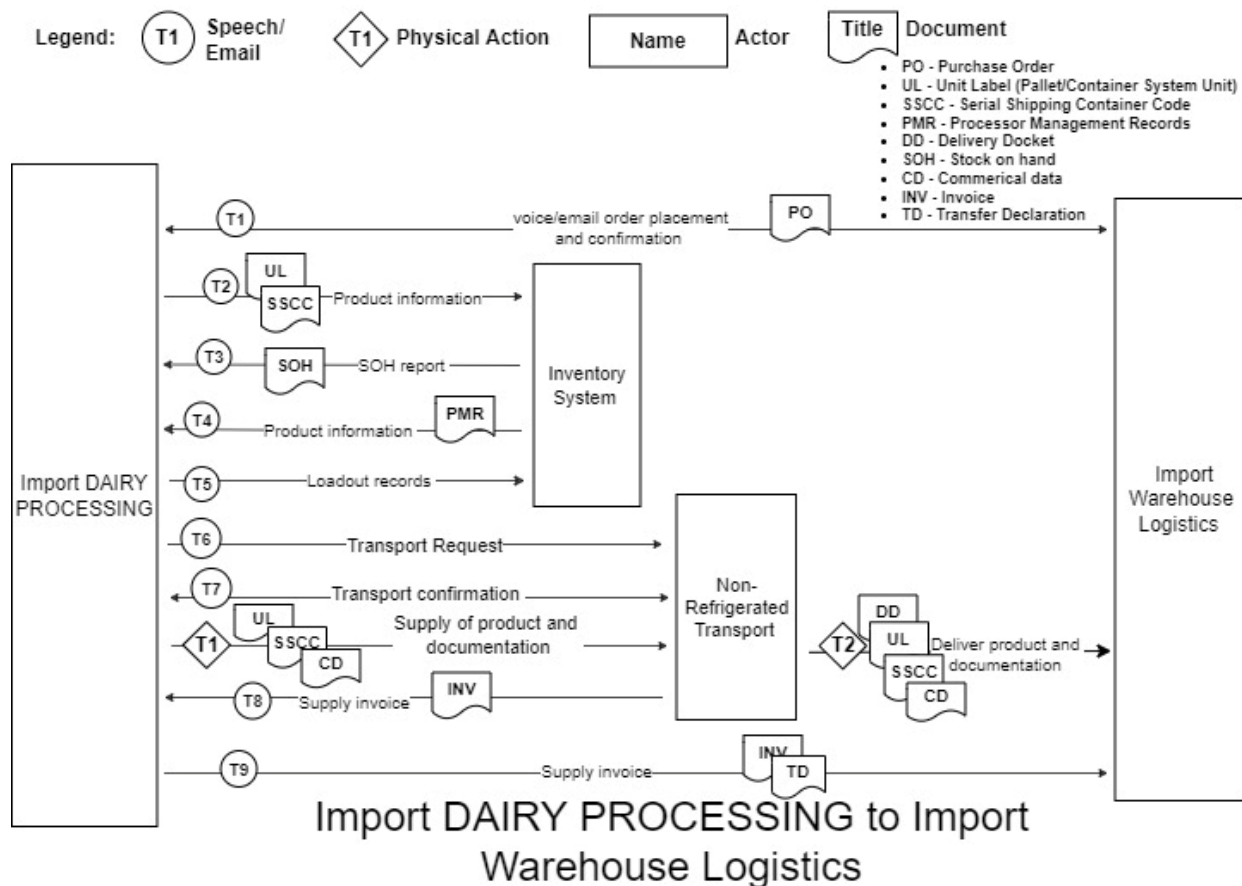 Legend:
T1
Speech/
Email
T1
Physical Action
Name
Actor
Title
Document
• PO - Purchase Order
• UL - Unit Label (Pallet/Container System Unit)
• SSCC - Serial Shipping Container Code
• PMR - Processor Management Records
• DD - Delivery Docket
• SOH - Stock on hand
• CD - Commerical data
• INV - Invoice
• TD - Transfer Declaration
Import DAIRY
PROCESSING
T1
voice/email order placement
and confirmation
PO
T2
UL
SSCC
Product information
T3
SOH
SOH report
T4
Product information
PMR
T5
Loadout records
Inventory
System
T6
Transport Request
T7
Transport confirmation
T1
UL
SSCC
CD
Supply of product and
documentation
T8
Supply invoice
INV
Non-
Refrigerated
Transport
T2
DD
UL
SSCC
CD
Deliver product and
documentation
T9
Supply invoice
INV
TD
Import
Warehouse
Logistics
Import DAIRY PROCESSING to Import
Warehouse Logistics